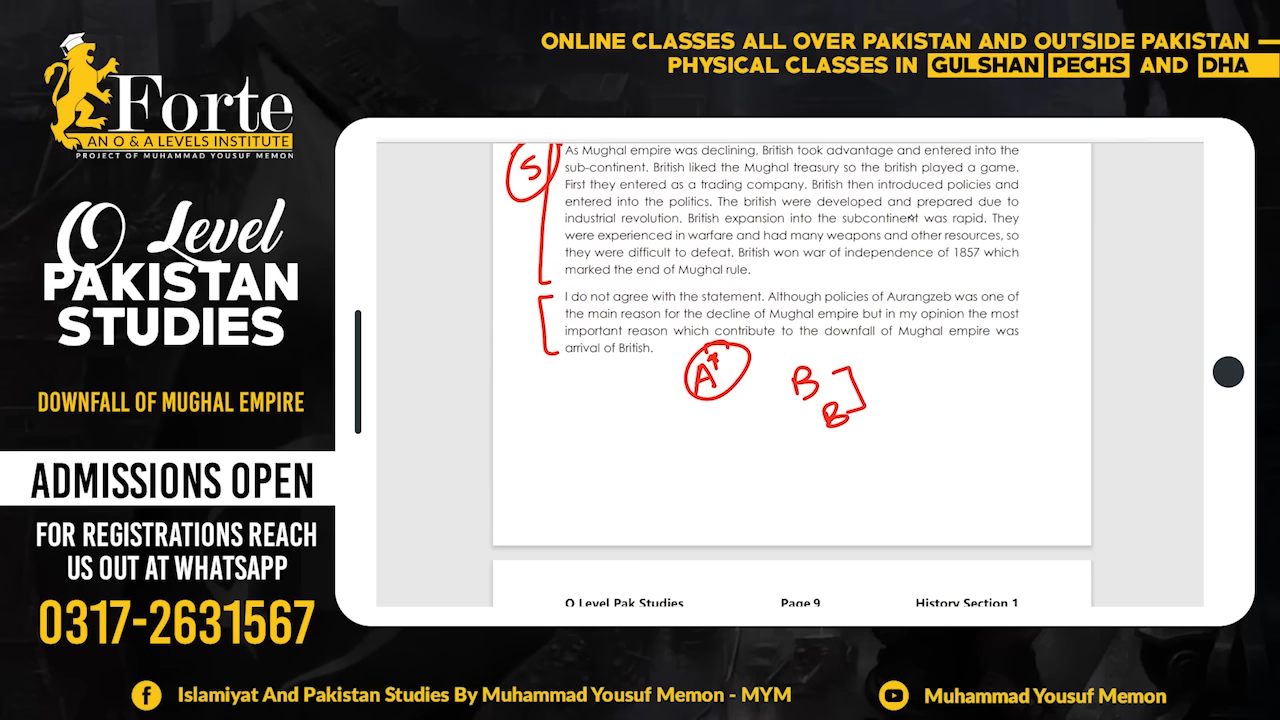 Forte
AN O & A LEVELS INSTITUTE
PROJECT OF MUHAMMAD YOUSUF MEMON
O Level
PAKISTAN
STUDIES
DOWNFALL OF MUGHAL EMPIRE
ADMISSIONS OPEN
FOR REGISTRATIONS REACH
US OUT AT WHATSAPP
0317-2631567
ONLINE CLASSES ALL OVER PAKISTAN AND OUTSIDE PAKISTAN
PHYSICAL CLASSES IN GULSHAN PECHS AND DHA
As Mughal empire was declining, British took advantage and entered into the
sub-continent. British liked the Mughal treasury so the british played a game.
First they entered as a trading company. British then introduced policies and
entered into the politics. The british were developed and prepared due to
industrial revolution. British expansion into the subcontinent was rapid. They
were experienced in warfare and had many weapons and other resources, so
they were difficult to defeat. British won war of independence of 1857 which
marked the end of Mughal rule.
I do not agree with the statement. Although policies of Aurangzeb was one of
the main reason for the decline of Mughal empire but in my opinion the most
important reason which contribute to the downfall of Mughal empire was
arrival of British.
A*
B
B
O Level Pak Studies Page 9 History Section 1
Islamiyat And Pakistan Studies By Muhammad Yousuf Memon - MYM
Muhammad Yousuf Memon